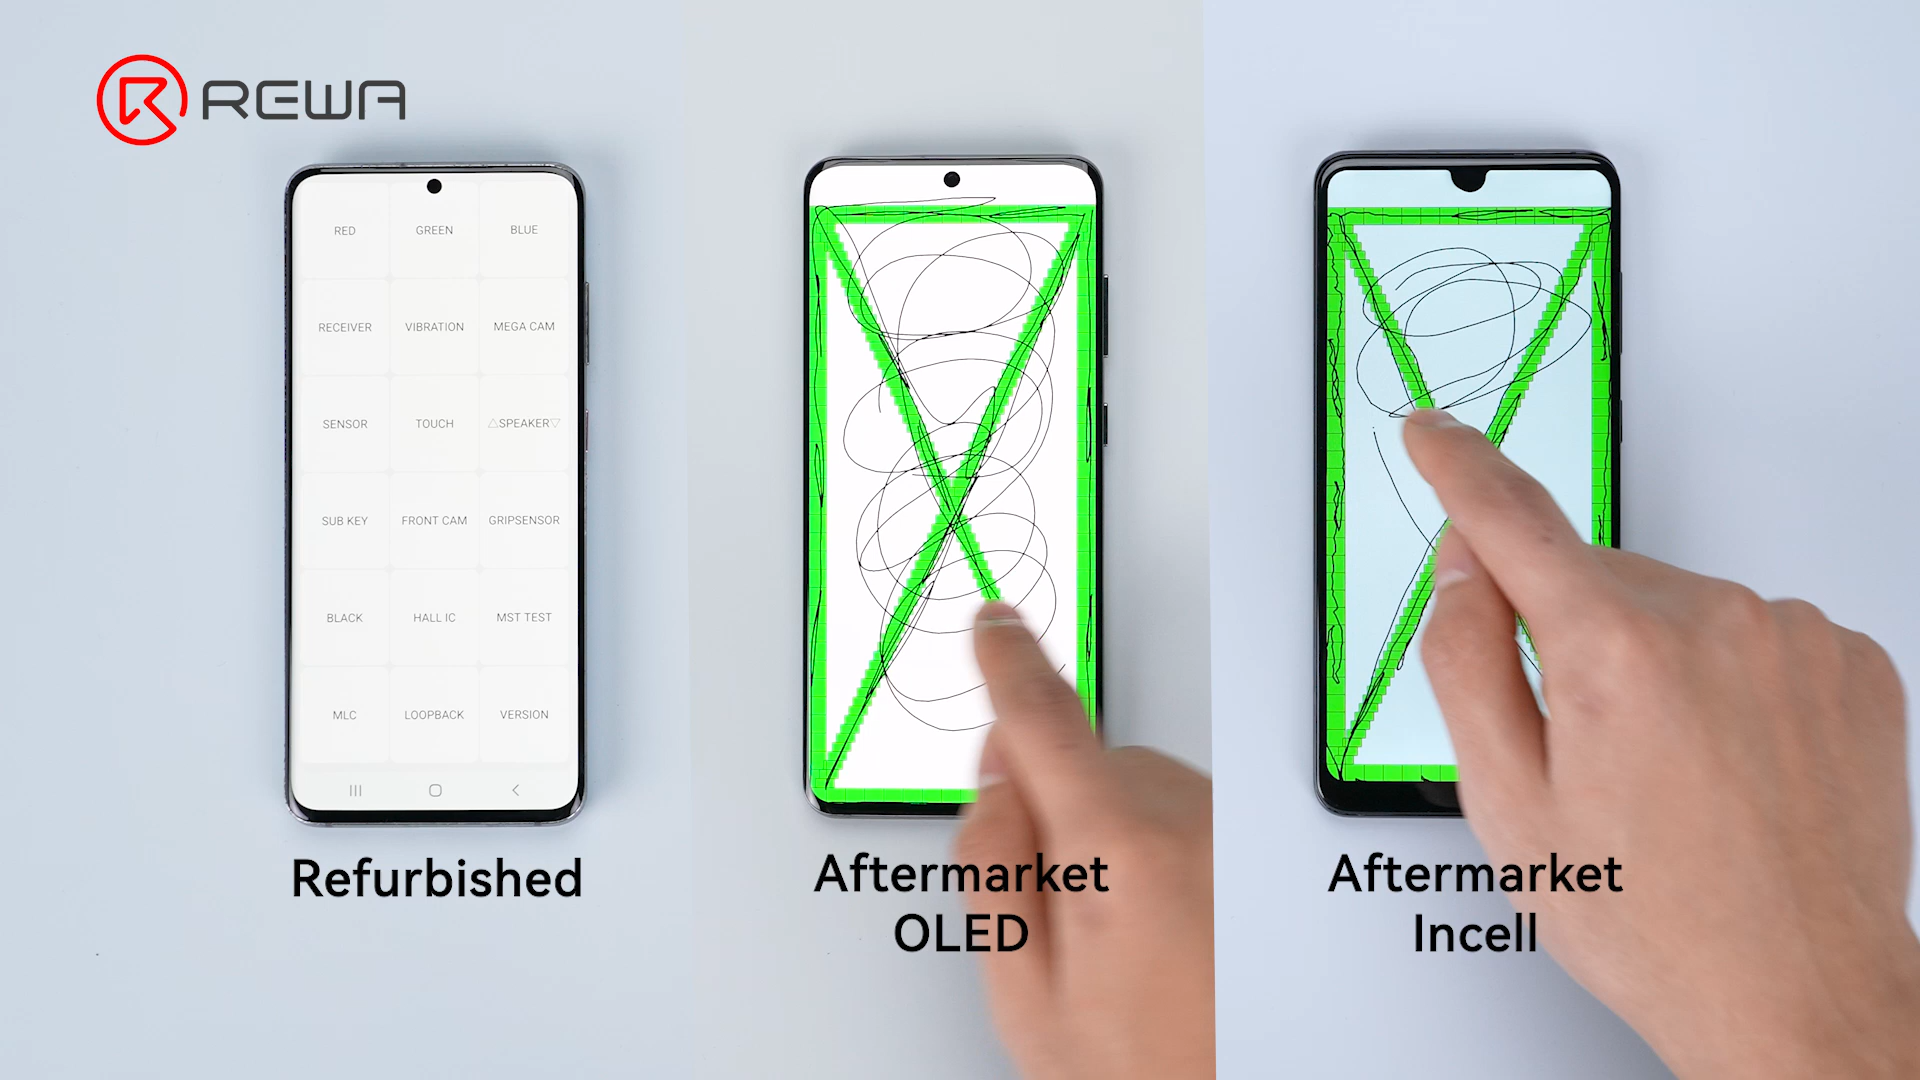 REWA
RED GREEN BLUE
RECEIVER VIBRATION MEGA CAM
SENSOR TOUCH △SPEAKER▽
SUB KEY FRONT CAM GRIPSENSOR
BLACK HALL IC MST TEST
MLC LOOPBACK VERSION
Refurbished
Aftermarket
OLED
Aftermarket
Incell